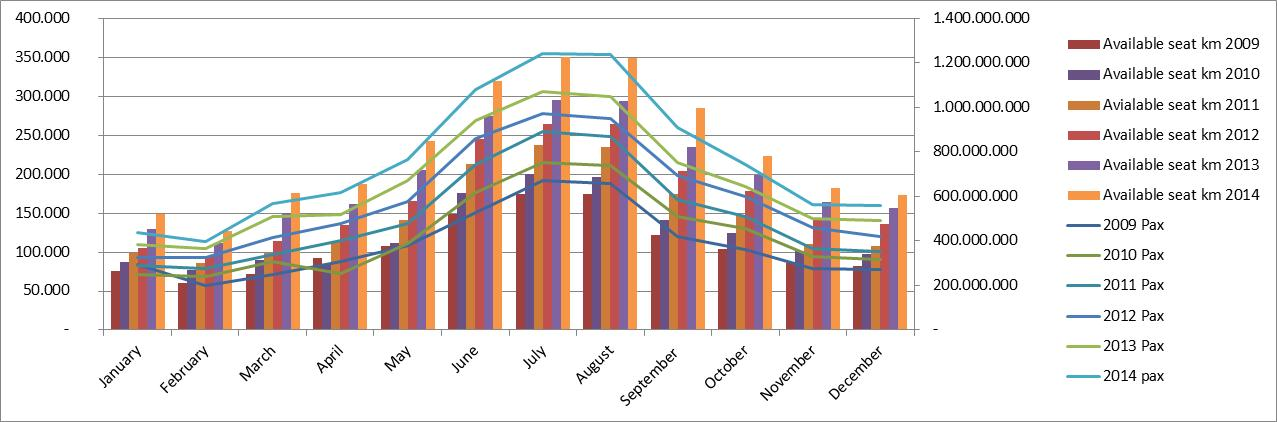 400.000
350.000
300.000
250.000
200.000
150.000
100.000
50.000
-
1.400.000.000
1.200.000.000
1.000.000.000
800.000.000
600.000.000
400.000.000
200.000.000
-
January
February
March
April
May
June
July
August
September
October
November
December
Available seat km 2009
Available seat km 2010
Avialable seat km 2011
Available seat km 2012
Available seat km 2013
Available seat km 2014
2009 Pax
2010 Pax
2011 Pax
2012 Pax
2013 Pax
2014 pax